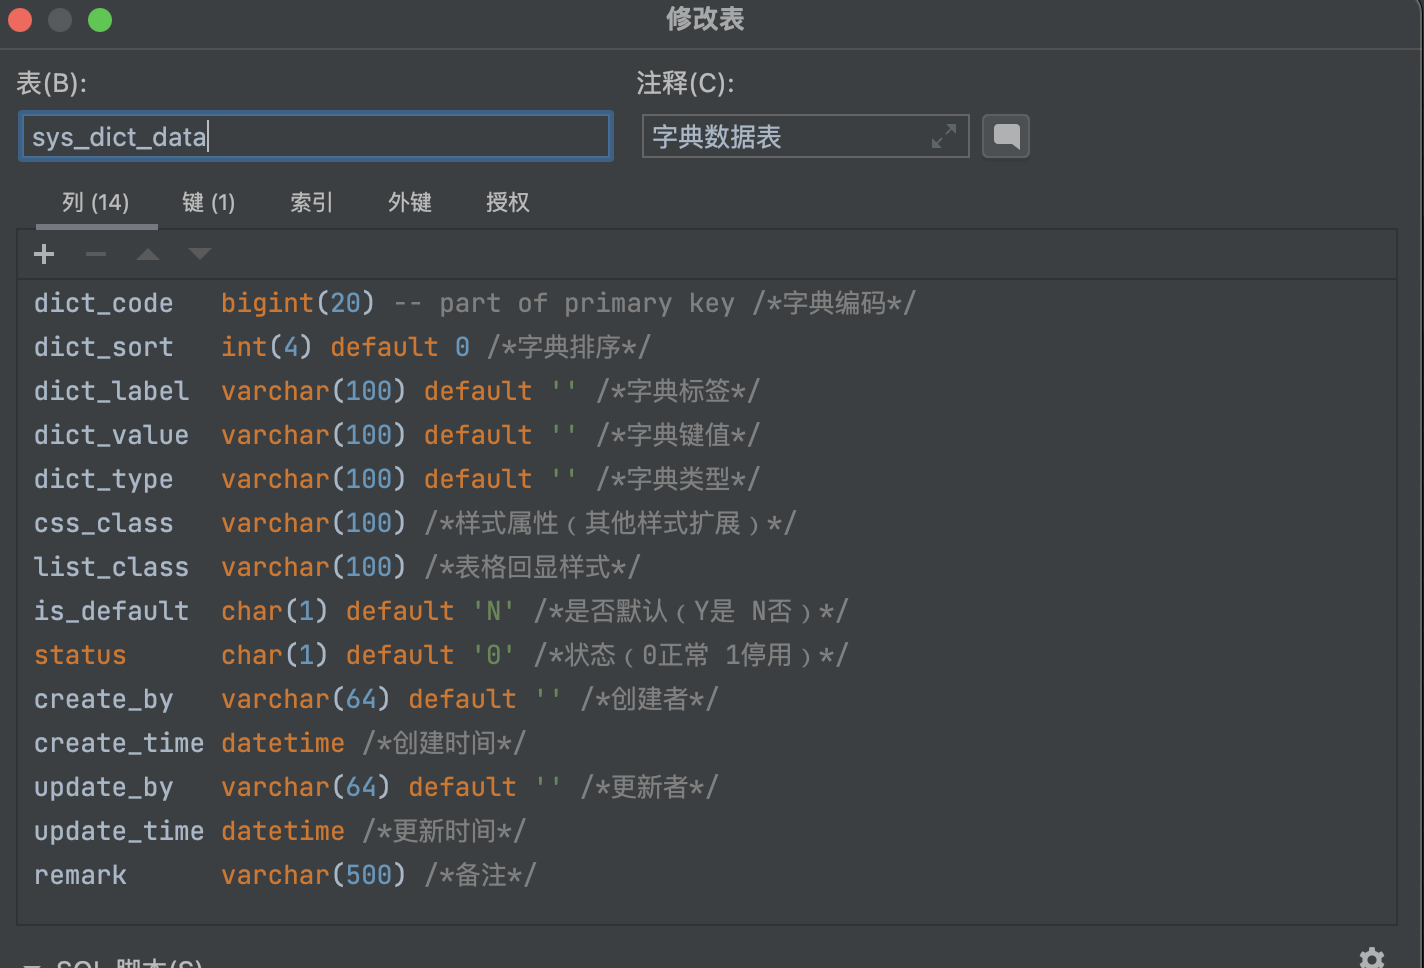 修改表
表(B):
注释(C):
sys_dict_data
字典数据表
列 (14) 键 (1) 索引 外键 授权
dict_code bigint(20) -- part of primary key /*字典编码*/
dict_sort int(4) default 0 /*字典排序*/
dict_label varchar(100) default '' /*字典标签*/
dict_value varchar(100) default '' /*字典键值*/
dict_type varchar(100) default '' /*字典类型*/
css_class varchar(100) /*样式属性（其他样式扩展）*/
list_class varchar(100) /*表格回显样式*/
is_default char(1) default 'N' /*是否默认（Y是 N否）*/
status char(1) default '0' /*状态（0正常 1停用）*/
create_by varchar(64) default '' /*创建者*/
create_time datetime /*创建时间*/
update_by varchar(64) default '' /*更新者*/
update_time datetime /*更新时间*/
remark varchar(500) /*备注*/
SQL 脚本(S)